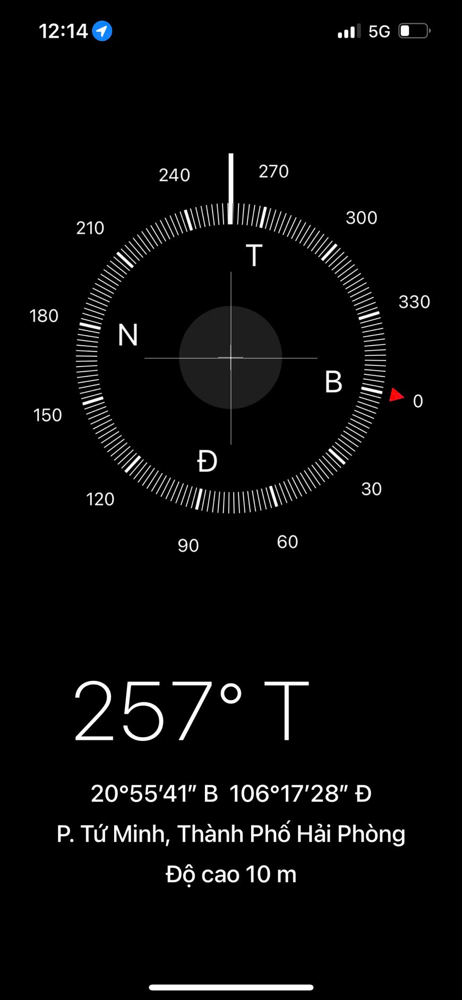 12:14 5G
240 270
210 300
T
180 330
N
B
0
150
Đ
120 30
90 60
257° T
20°55’41” B 106°17’28” Đ
P. Tứ Minh, Thành Phố Hải Phòng
Độ cao 10 m